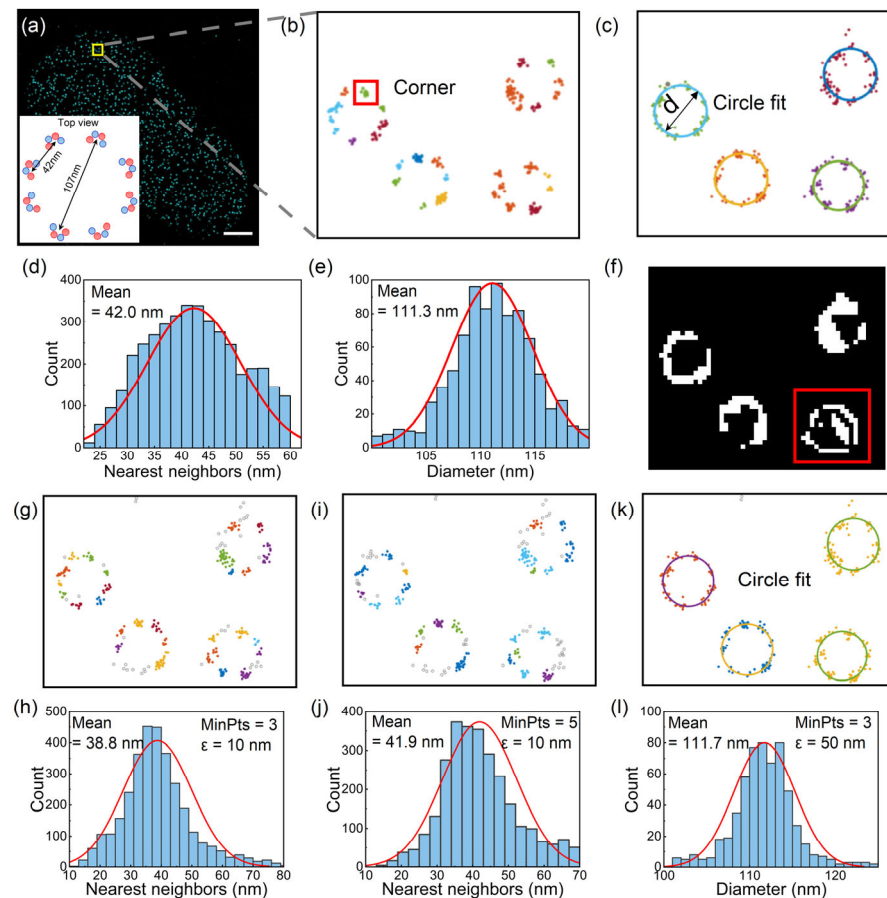 (a)
Top view
42nm
107nm
(b)
Corner
(c)
d
Circle fit
(d)
Mean
= 42.0 nm
Count
400
300
200
100
0
25 30 35 40 45 50 55 60
Nearest neighbors (nm)
(e)
Mean
= 111.3 nm
Count
100
80
60
40
20
0
105 110 115
Diameter (nm)
(f)
(g)
(i)
(k)
Circle fit
(h)
Mean
= 38.8 nm
MinPts = 3
ε = 10 nm
Count
500
400
300
200
100
0
10 20 30 40 50 60 70 80
Nearest neighbors (nm)
(j)
Mean
= 41.9 nm
MinPts = 5
ε = 10 nm
Count
400
300
200
100
0
10 20 30 40 50 60 70
Nearest neighbors (nm)
(l)
Mean
= 111.7 nm
MinPts = 3
ε = 50 nm
Count
80
60
40
20
0
100 110 120
Diameter (nm)